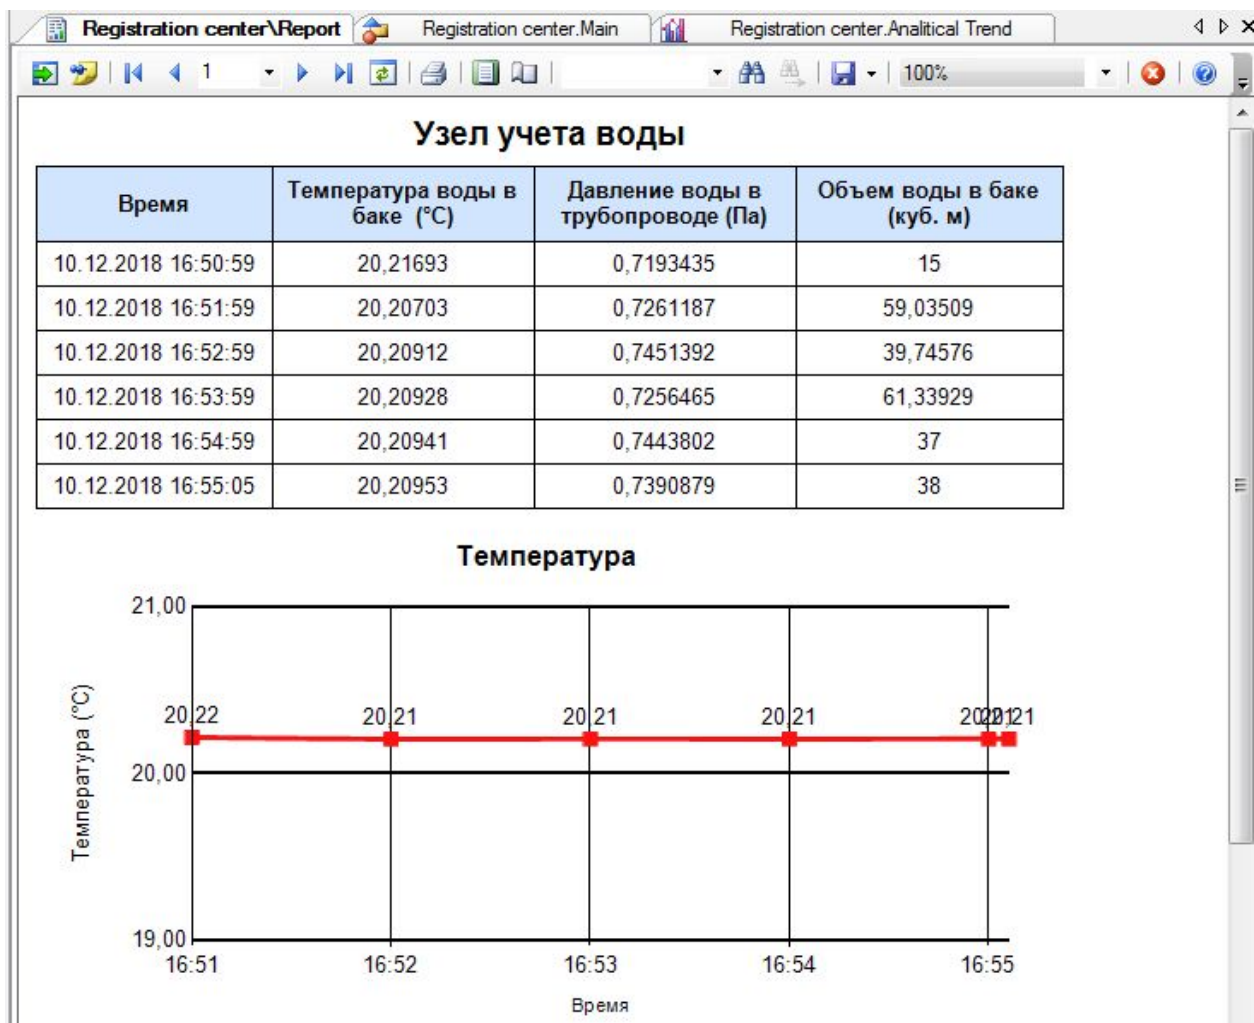 Registration center\Report Registration center.Main Registration center.Analitical Trend
1 100%
Узел учета воды
Время Температура воды в баке (°C) Давление воды в трубопроводе (Па) Объем воды в баке (куб. м)
10.12.2018 16:50:59 20,21693 0,7193435 15
10.12.2018 16:51:59 20,20703 0,7261187 59,03509
10.12.2018 16:52:59 20,20912 0,7451392 39,74576
10.12.2018 16:53:59 20,20928 0,7256465 61,33929
10.12.2018 16:54:59 20,20941 0,7443802 37
10.12.2018 16:55:05 20,20953 0,7390879 38
Температура
21,00
20,22 20,21 20,21 20,21 20,21 20,21
Температура (°C)
20,00
19,00
16:51 16:52 16:53 16:54 16:55
Время